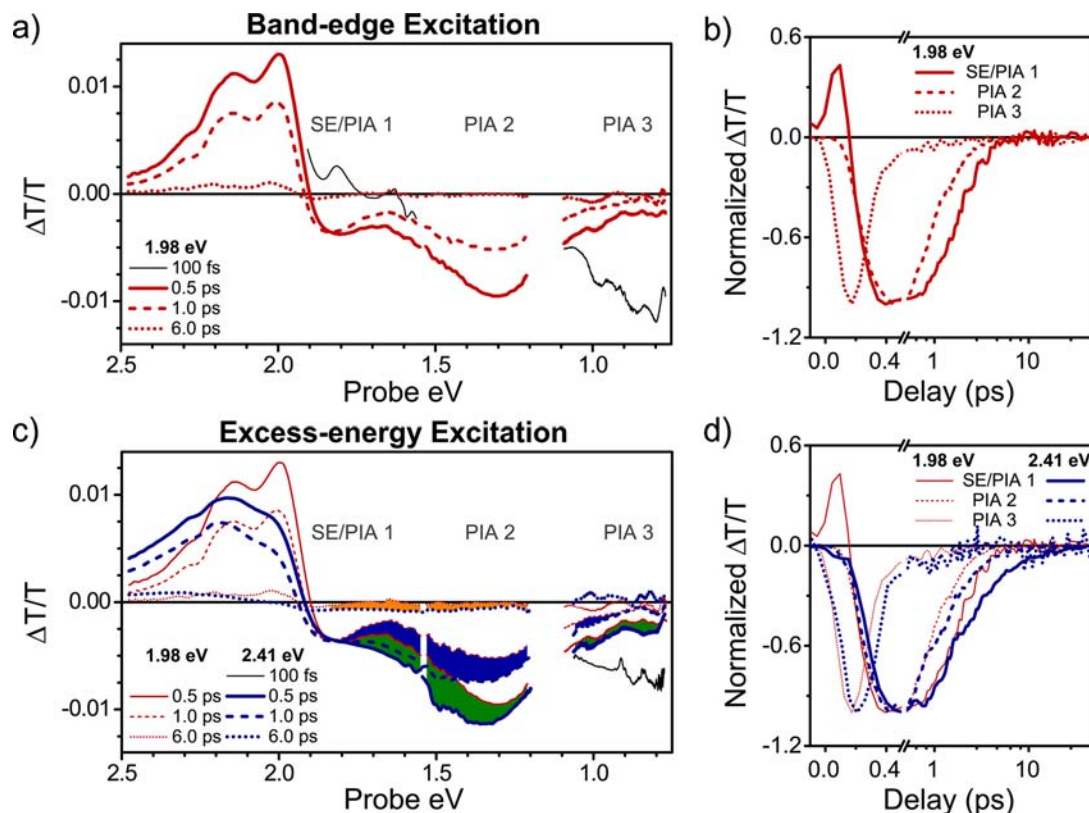 a)
Band-edge Excitation
0.01
0.00
-0.01
ΔT/T
SE/PIA 1
PIA 2
PIA 3
1.98 eV
100 fs
0.5 ps
1.0 ps
6.0 ps
2.5
2.0
1.5
1.0
Probe eV
b)
0.6
0.0
-0.6
-1.2
Normalized ΔT/T
1.98 eV
SE/PIA 1
PIA 2
PIA 3
0.0
0.4
1
10
Delay (ps)
c)
Excess-energy Excitation
0.01
0.00
-0.01
ΔT/T
SE/PIA 1
PIA 2
PIA 3
1.98 eV 2.41 eV
100 fs
0.5 ps 0.5 ps
1.0 ps 1.0 ps
6.0 ps 6.0 ps
2.5
2.0
1.5
1.0
Probe eV
d)
0.6
0.0
-0.6
-1.2
Normalized ΔT/T
1.98 eV 2.41 eV
SE/PIA 1
PIA 2
PIA 3
0.0
0.4
1
10
Delay (ps)